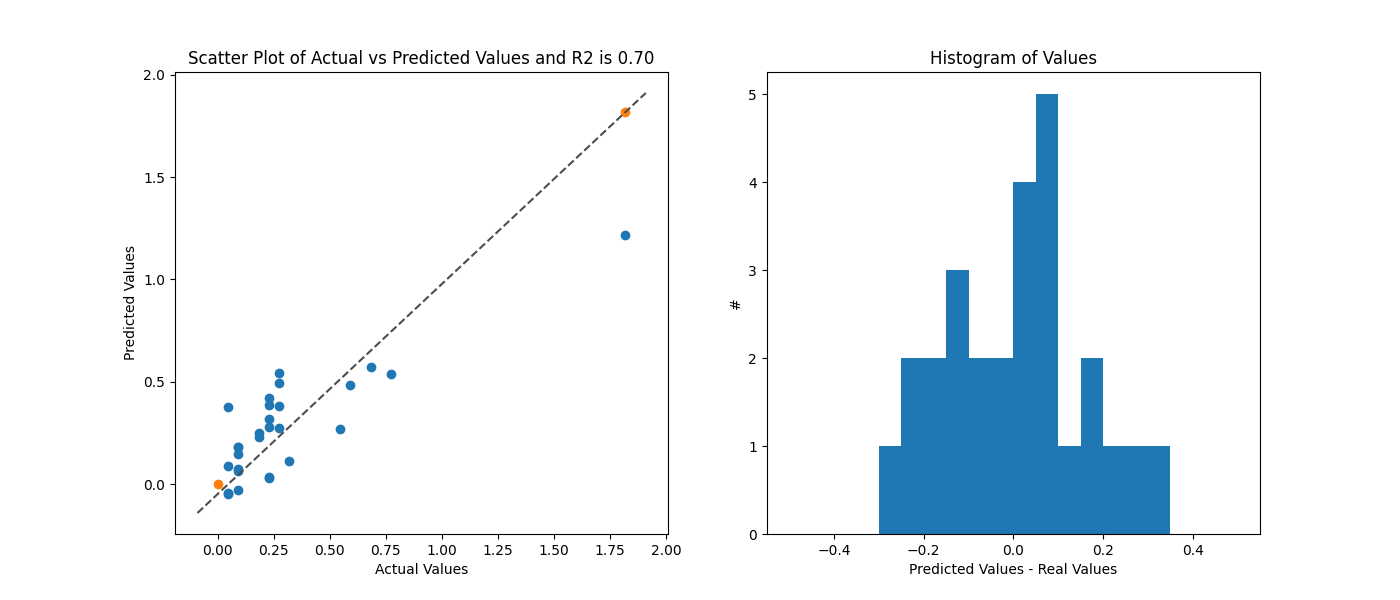 Scatter Plot of Actual vs Predicted Values and R2 is 0.70
2.0
1.5
1.0
0.5
0.0
Predicted Values
0.00 0.25 0.50 0.75 1.00 1.25 1.50 1.75 2.00
Actual Values
Histogram of Values
5
4
3
2
1
0
#
−0.4 −0.2 0.0 0.2 0.4
Predicted Values - Real Values